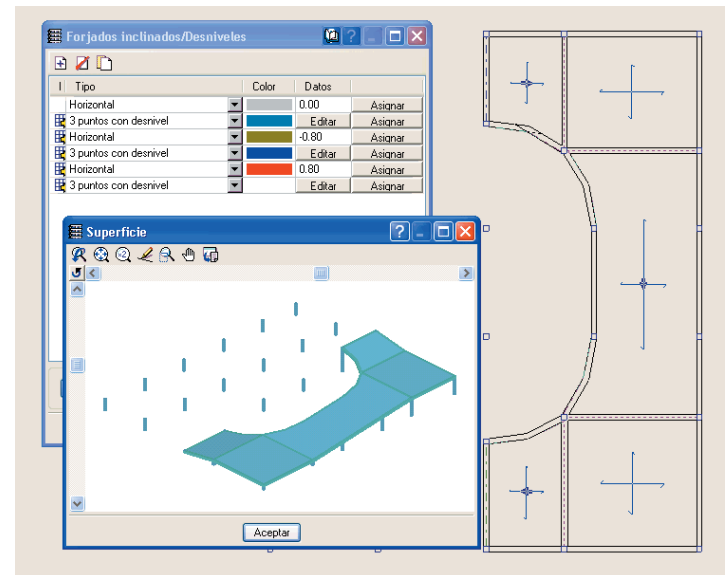 Forjados inclinados/Desniveles
I Tipo Color Datos
Horizontal 0.00 Asignar
3 puntos con desnivel Editar Asignar
Horizontal -0.80 Asignar
3 puntos con desnivel Editar Asignar
Horizontal 0.80 Asignar
3 puntos con desnivel Editar Asignar
Superficie
Aceptar